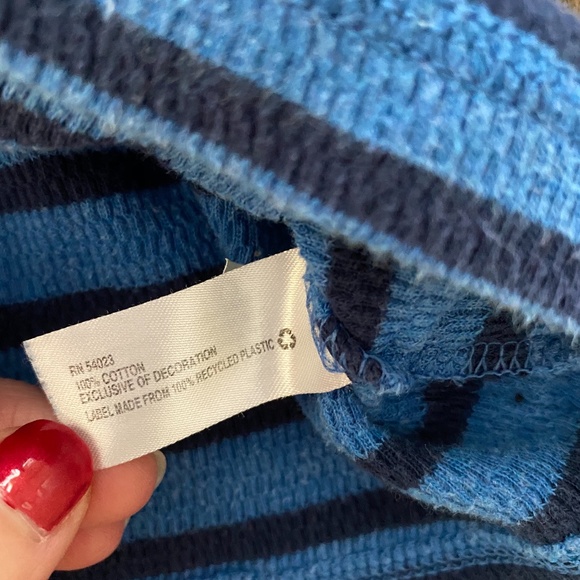 RN 54023
100% COTTON
EXCLUSIVE OF DECORATION
LABEL MADE FROM 100% RECYCLED PLASTIC